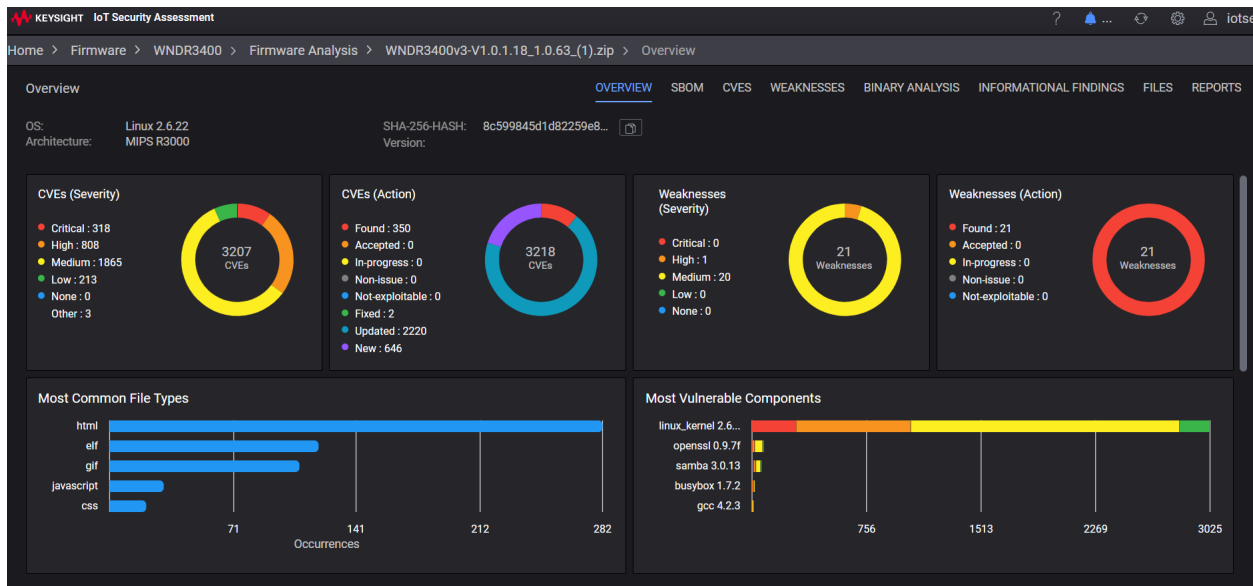 KEYSIGHT IoT Security Assessment
? ... iotse
Home > Firmware > WNDR3400 > Firmware Analysis > WNDR3400v3-V1.0.1.18_1.0.63_(1).zip > Overview
Overview
OVERVIEW SBOM CVES WEAKNESSES BINARY ANALYSIS INFORMATIONAL FINDINGS FILES REPORTS
OS: Linux 2.6.22
Architecture: MIPS R3000
SHA-256-HASH: 8c599845d1d82259e8...
Version:
CVEs (Severity)
Critical : 318
High : 808
Medium : 1865
Low : 213
None : 0
Other : 3
3207
CVEs
CVEs (Action)
Found : 350
Accepted : 0
In-progress : 0
Non-issue : 0
Not-exploitable : 0
Fixed : 2
Updated : 2220
New : 646
3218
CVEs
Weaknesses
(Severity)
Critical : 0
High : 1
Medium : 20
Low : 0
None : 0
21
Weaknesses
Weaknesses (Action)
Found : 21
Accepted : 0
In-progress : 0
Non-issue : 0
Not-exploitable : 0
21
Weaknesses
Most Common File Types
html
elf
gif
javascript
css
71 141 212 282
Occurrences
Most Vulnerable Components
linux_kernel 2.6...
openssl 0.9.7f
samba 3.0.13
busybox 1.7.2
gcc 4.2.3
756 1513 2269 3025